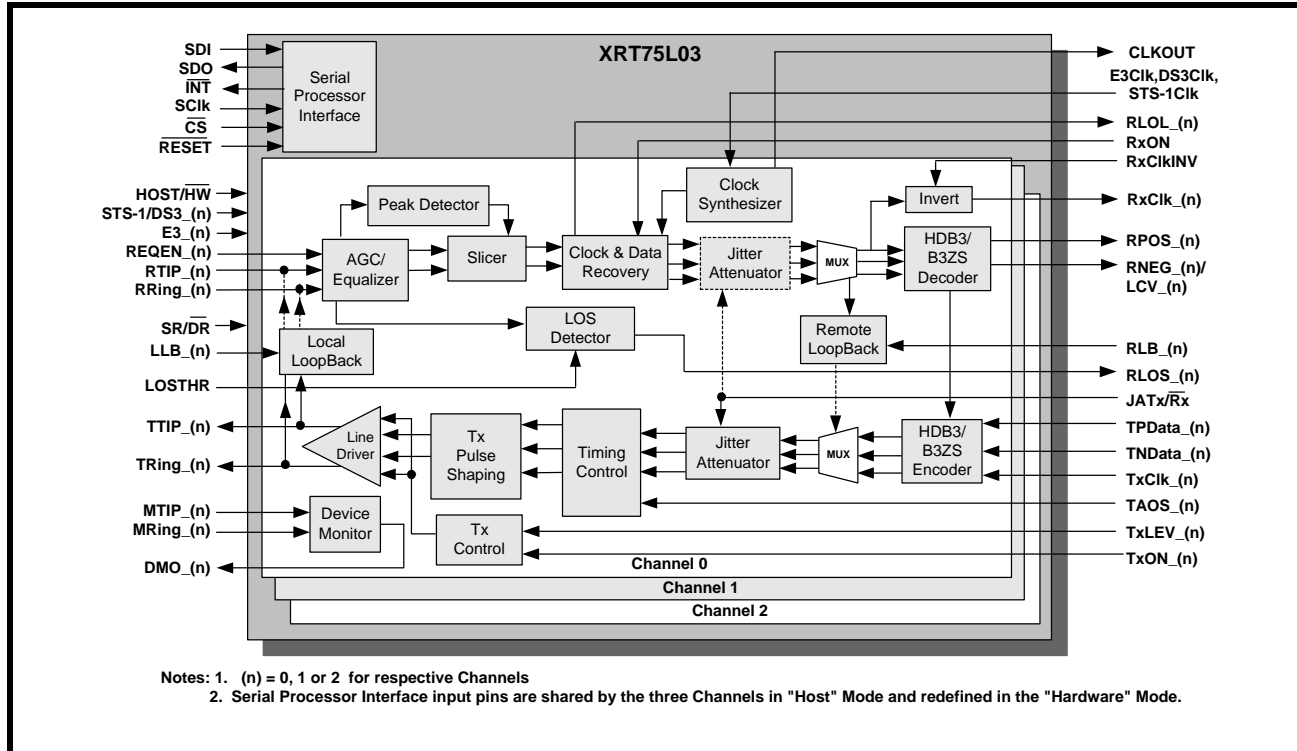 XRT75L03
SDI
SDO
INT
SClk
CS
RESET
Serial
Processor
Interface
CLKOUT
E3Clk,DS3Clk,
STS-1Clk
RLOL_(n)
RxON
RxClkINV
RxClk_(n)
RPOS_(n)
RNEG_(n)/
LCV_(n)
RLB_(n)
RLOS_(n)
JATx/Rx
TPData_(n)
TNData_(n)
TxClk_(n)
TAOS_(n)
TxLEV_(n)
TxON_(n)
HOST/HW
STS-1/DS3_(n)
E3_(n)
REQEN_(n)
RTIP_(n)
RRing_(n)
SR/DR
LLB_(n)
LOSTHR
TTIP_(n)
TRing_(n)
MTIP_(n)
MRing_(n)
DMO_(n)
Peak Detector
AGC/
Equalizer
Slicer
Clock & Data
Recovery
Clock
Synthesizer
Jitter
Attenuator
MUX
Invert
HDB3/
B3ZS
Decoder
LOS
Detector
Remote
LoopBack
Local
LoopBack
Line
Driver
Tx
Pulse
Shaping
Timing
Control
Jitter
Attenuator
MUX
HDB3/
B3ZS
Encoder
Device
Monitor
Tx
Control
Channel 0
Channel 1
Channel 2
Notes: 1. (n) = 0, 1 or 2 for respective Channels
2. Serial Processor Interface input pins are shared by the three Channels in "Host" Mode and redefined in the "Hardware" Mode.